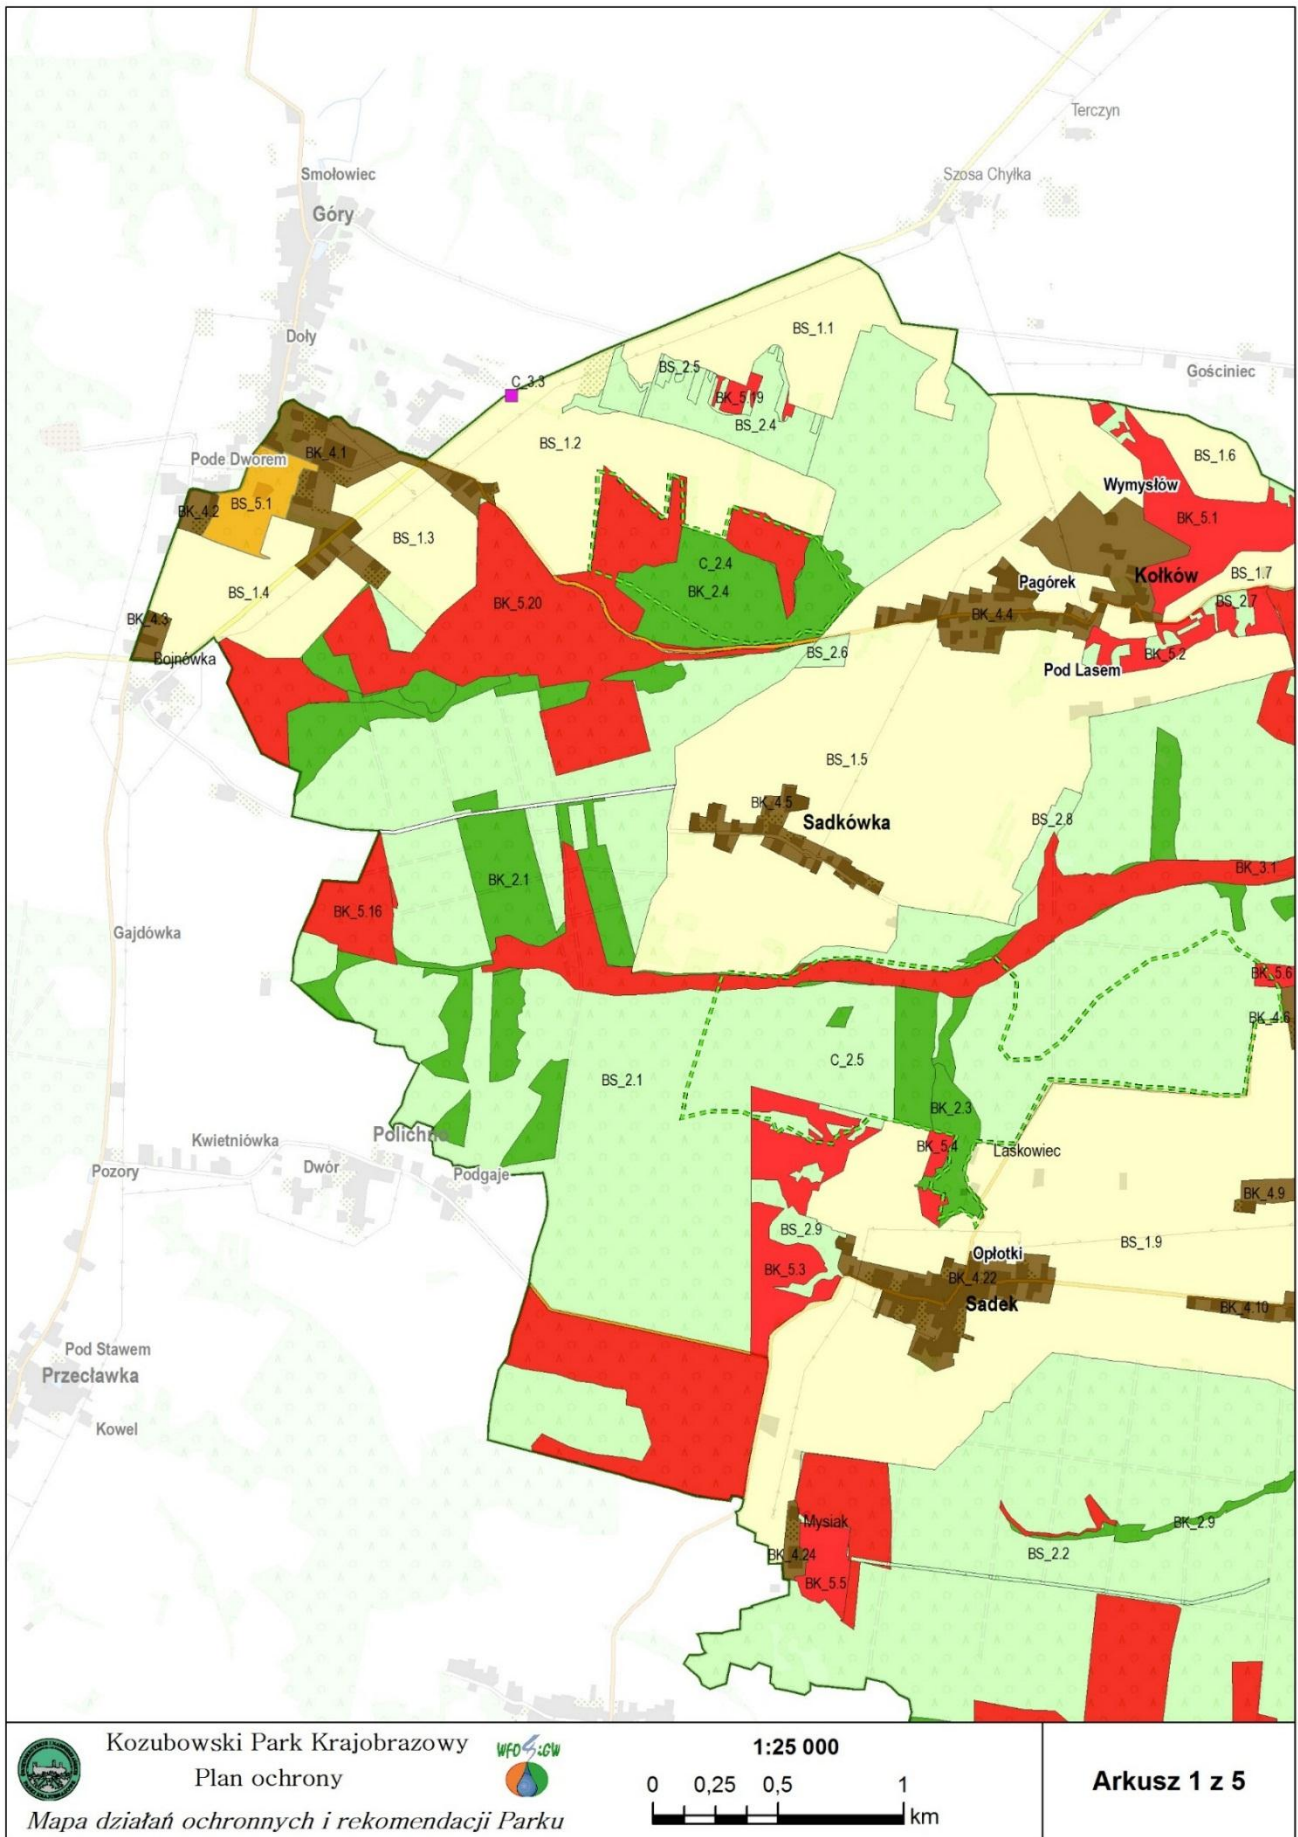 Terczyn
Smołowiec
Szosa Chyłka
Góry
BS_1.1
Doły
BS_2.5
Gościniec
C_3.3
BK_5.19
BS_2.4
BS_1.2
BK_4.1
BS_1.6
Pode Dworem
Wymysłów
BS_5.1
BK_4.2
BK_5.1
BS_1.3
C_2.4
Kołków
BS_1.7
Pagórek
BK_2.4
BS_1.4
BK_5.20
BS_2.7
BK_4.4
BK_4.3
BS_2.6
BK_5.2
Bojnówka
Pod Lasem
BS_1.5
BK_4.5
Sadkówka
BS_2.8
BK_3.1
BK_2.1
BK_5.16
Gajdówka
BK_5.6
BK_4.6
C_2.5
BS_2.1
BK_2.3
Polichno
Kwietniówka
BK_5.4
Laskowiec
Dwór
Pozory
Podgaje
BK_4.9
BS_2.9
BS_1.9
Opłotki
BK_5.3
BK_4.22
Sadek
BK_4.10
Pod Stawem
Przecławka
Kowel
Mysiak
BK_2.9
BK_4.24
BS_2.2
BK_5.5
Kozubowski Park Krajobrazowy
Plan ochrony
Mapa działań ochronnych i rekomendacji Parku
WFOŚiGW
1:25 000
0 0,25 0,5 1
km
Arkusz 1 z 5